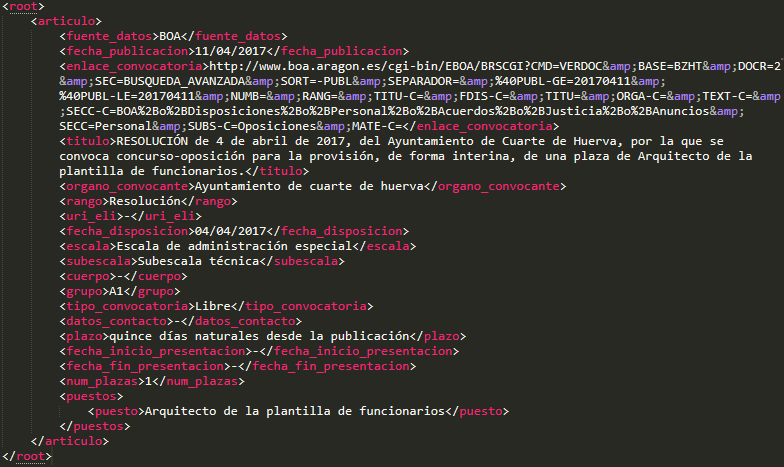 <root>
<articulo>
<fuente_datos>BOA</fuente_datos>
<fecha_publicacion>11/04/2017</fecha_publicacion>
<enlace_convocatoria>http://www.boa.aragon.es/cgi-bin/EBOA/BRSCGI?CMD=VERDOC&amp;BASE=BZHT&amp;DOCR=2
&amp;SEC=BUSQUEDA_AVANZADA&amp;SORT=-PUBL&amp;SEPARADOR=&amp;%40PUBL-GE=20170411&amp;
%40PUBL-LE=20170411&amp;NUMB=&amp;RANG=&amp;TITU-C=&amp;FDIS-C=&amp;TITU=&amp;ORGA-C=&amp;TEXT-C=&amp
;SECC-C=BOA%2Bo%2BDisposiciones%2Bo%2BPersonal%2Bo%2BAcuerdos%2Bo%2BJusticia%2Bo%2BAnuncios&amp;
SECC=Personal&amp;SUBS-C=Oposiciones&amp;MATE-C=</enlace_convocatoria>
<titulo>RESOLUCIÓN de 4 de abril de 2017, del Ayuntamiento de Cuarte de Huerva, por la que se
convoca concurso-oposición para la provisión, de forma interina, de una plaza de Arquitecto de la
plantilla de funcionarios.</titulo>
<organo_convocante>Ayuntamiento de cuarte de huerva</organo_convocante>
<rango>Resolución</rango>
<uri_eli>-</uri_eli>
<fecha_disposicion>04/04/2017</fecha_disposicion>
<escala>Escala de administración especial</escala>
<subescala>Subescala técnica</subescala>
<cuerpo>-</cuerpo>
<grupo>A1</grupo>
<tipo_convocatoria>Libre</tipo_convocatoria>
<datos_contacto>-</datos_contacto>
<plazo>quince días naturales desde la publicación</plazo>
<fecha_inicio_presentacion>-</fecha_inicio_presentacion>
<fecha_fin_presentacion>-</fecha_fin_presentacion>
<num_plazas>1</num_plazas>
<puestos>
<puesto>Arquitecto de la plantilla de funcionarios</puesto>
</puestos>
</articulo>
</root>